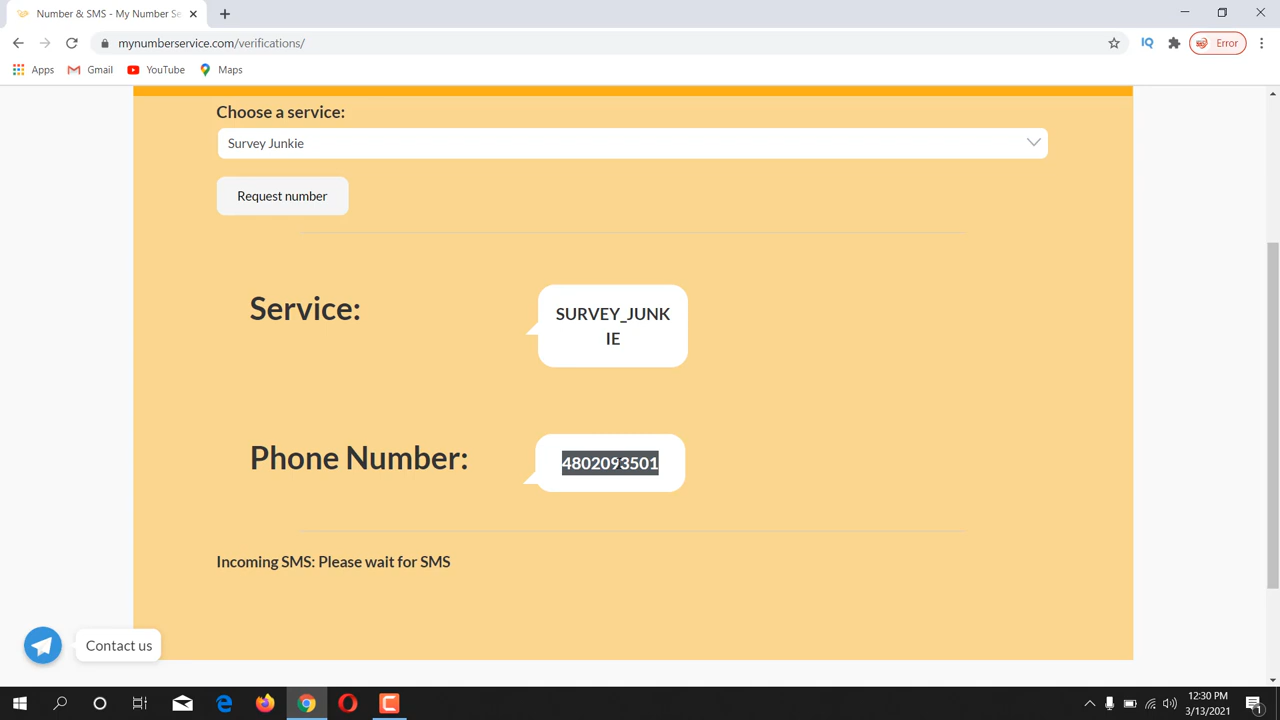 Number & SMS - My Number Se
mynumberservice.com/verifications/
IQ
Error
Apps
Gmail
YouTube
Maps
Choose a service:
Survey Junkie
Request number
Service:
SURVEY_JUNK
IE
Phone Number:
4802093501
Incoming SMS: Please wait for SMS
Contact us
12:30 PM
3/13/2021
1